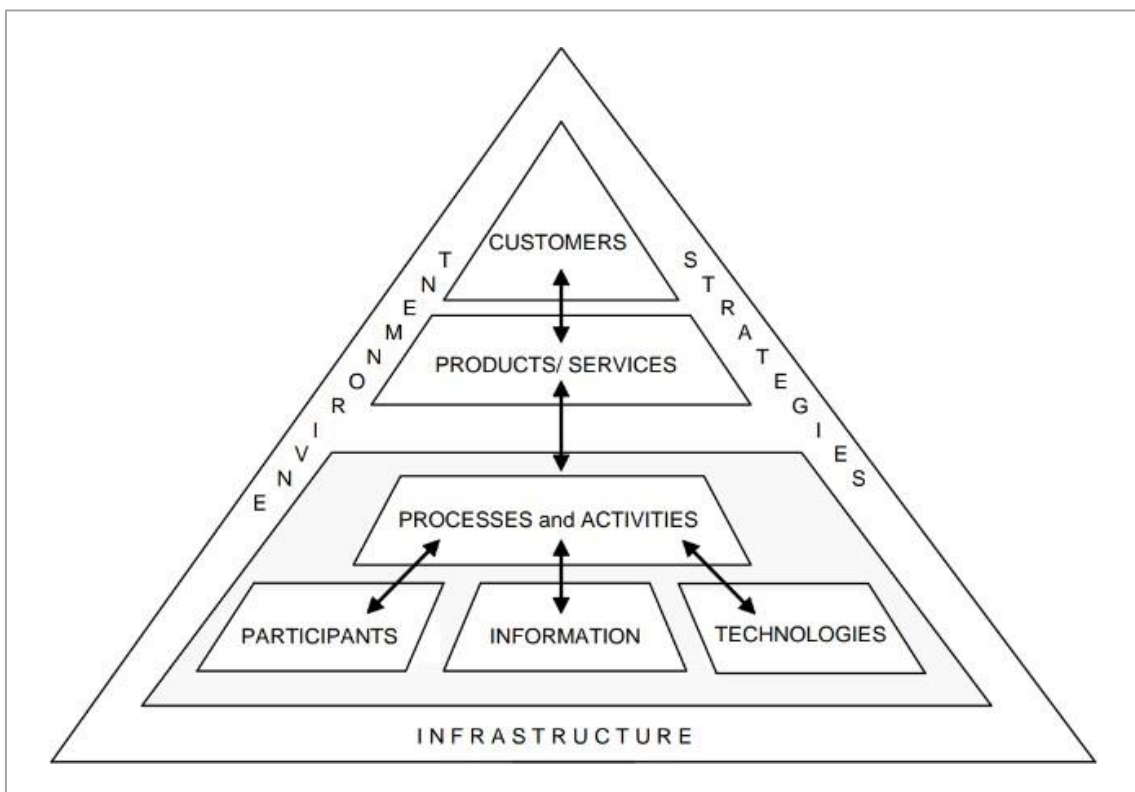 CUSTOMERS
ENVIRONMENT
STRATEGIES
PRODUCTS/ SERVICES
PROCESSES and ACTIVITIES
PARTICIPANTS
INFORMATION
TECHNOLOGIES
INFRASTRUCTURE